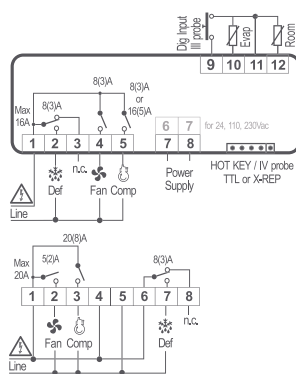 Dig Input
III probe
Evap
Room
9 10 11 12
8(3)A
8(3)A
or
16(5)A
Max
16A
8(3)A
6 7 for 24, 110, 230Vac
1 2 3 4 5 7 8
HOT KEY / IV probe
TTL or X-REP
Def
n.c.
Fan Comp
Power
Supply
Line
20(8)A
Max
20A
5(2)A
8(3)A
1 2 3 4 5 6 7 8
Fan Comp
Def
n.c.
Line